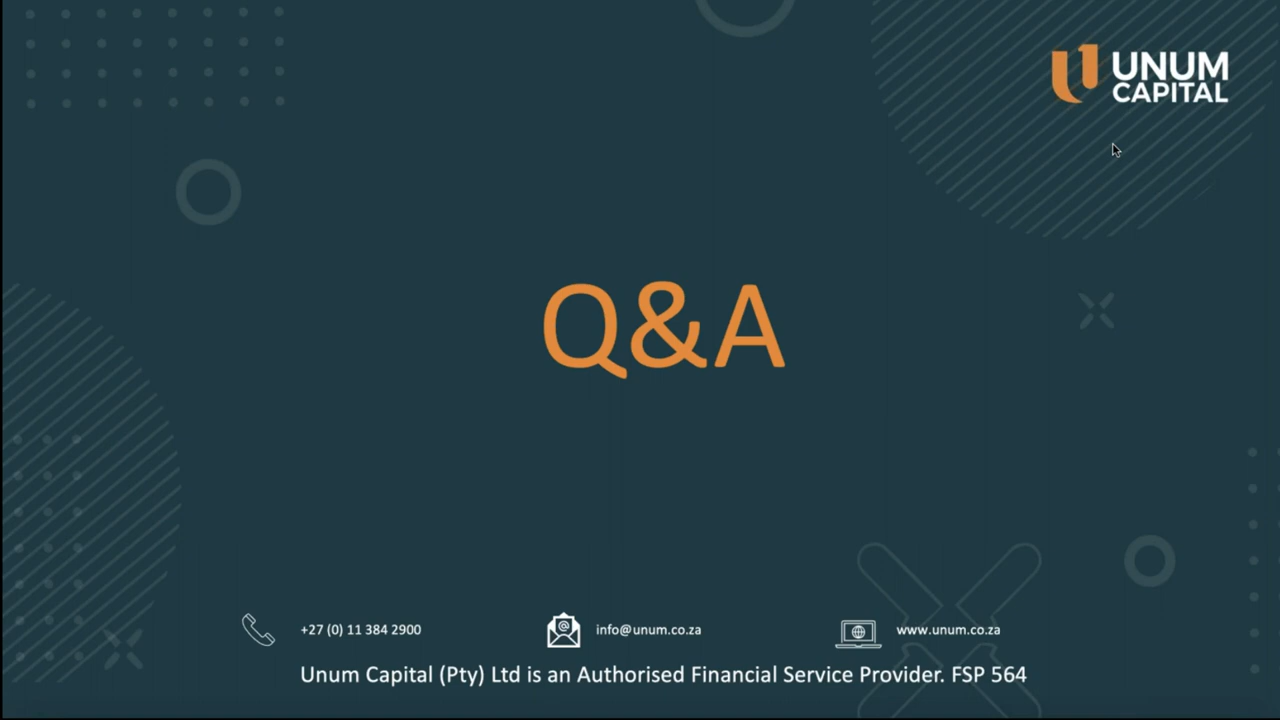 UNUM
CAPITAL
Q&A
+27 (0) 11 384 2900
info@unum.co.za
www.unum.co.za
Unum Capital (Pty) Ltd is an Authorised Financial Service Provider. FSP 564